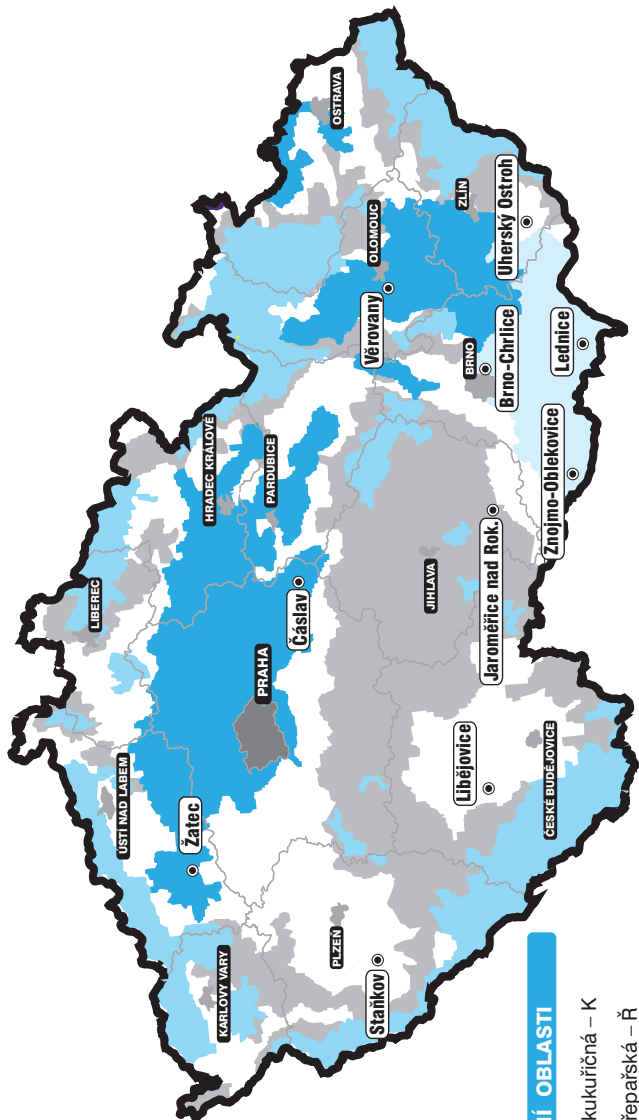 LIBEREC
ÚSTÍ NAD LABEM
KARLOVY VARY
Žatec
HRADEC KRÁLOVÉ
PARDUBICE
PRAHA
Čáslav
PLZEŇ
Staňkov
OSTRAVA
OLOMOUC
Věrovany
ZLÍN
Uherský Ostroh
BRNO
Brno-Chrlice
Lednice
Znojmo-Oblekovice
JIHLAVA
Jaroměřice nad Rok.
Libějovice
ČESKÉ BUDĚJOVICE
Í OBLASTI
kukuřičná – K
řepařská – Ř